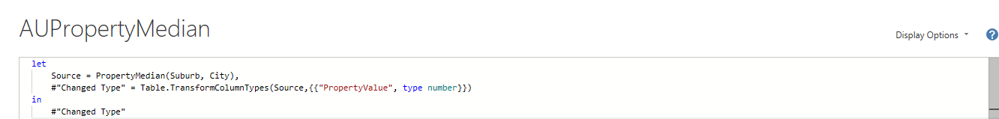 AUPropertyMedian
Display Options
?
let
Source = PropertyMedian(Suburb, City),
#"Changed Type" = Table.TransformColumnTypes(Source,{{"PropertyValue", type number}})
in
#"Changed Type"